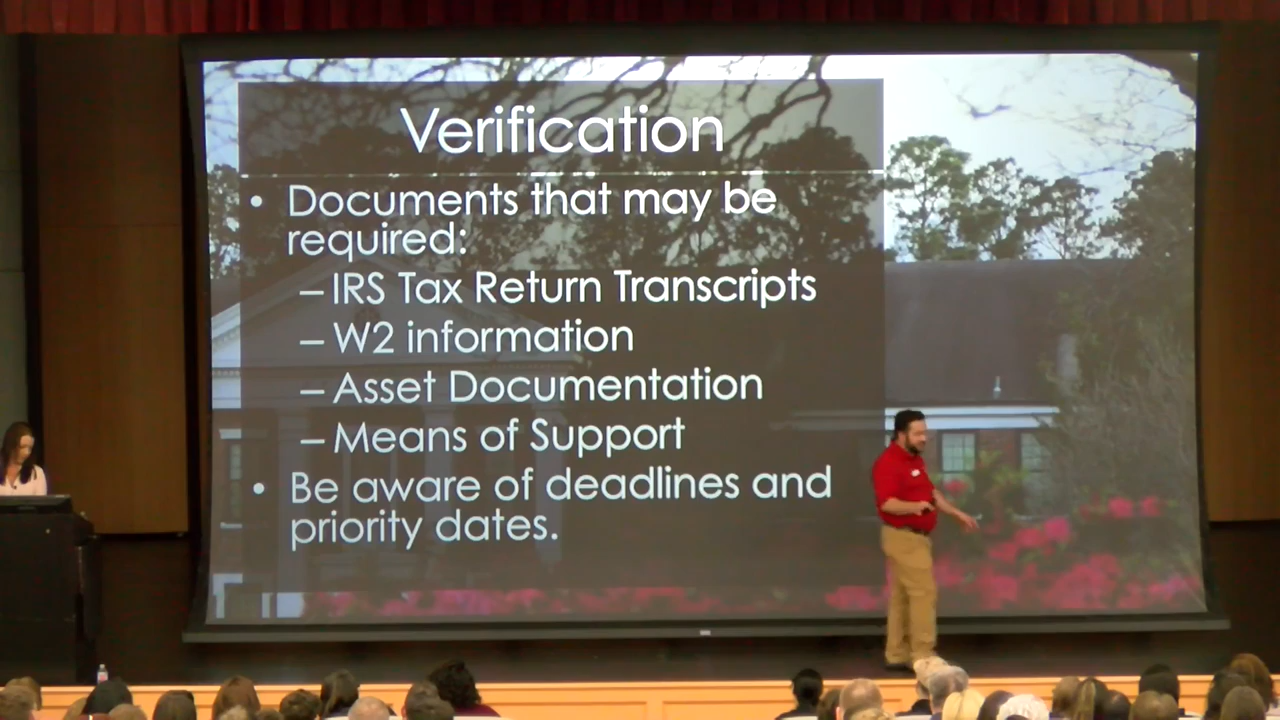 Verification
• Documents that may be
required:
– IRS Tax Return Transcripts
– W2 information
– Asset Documentation
– Means of Support
• Be aware of deadlines and
priority dates.